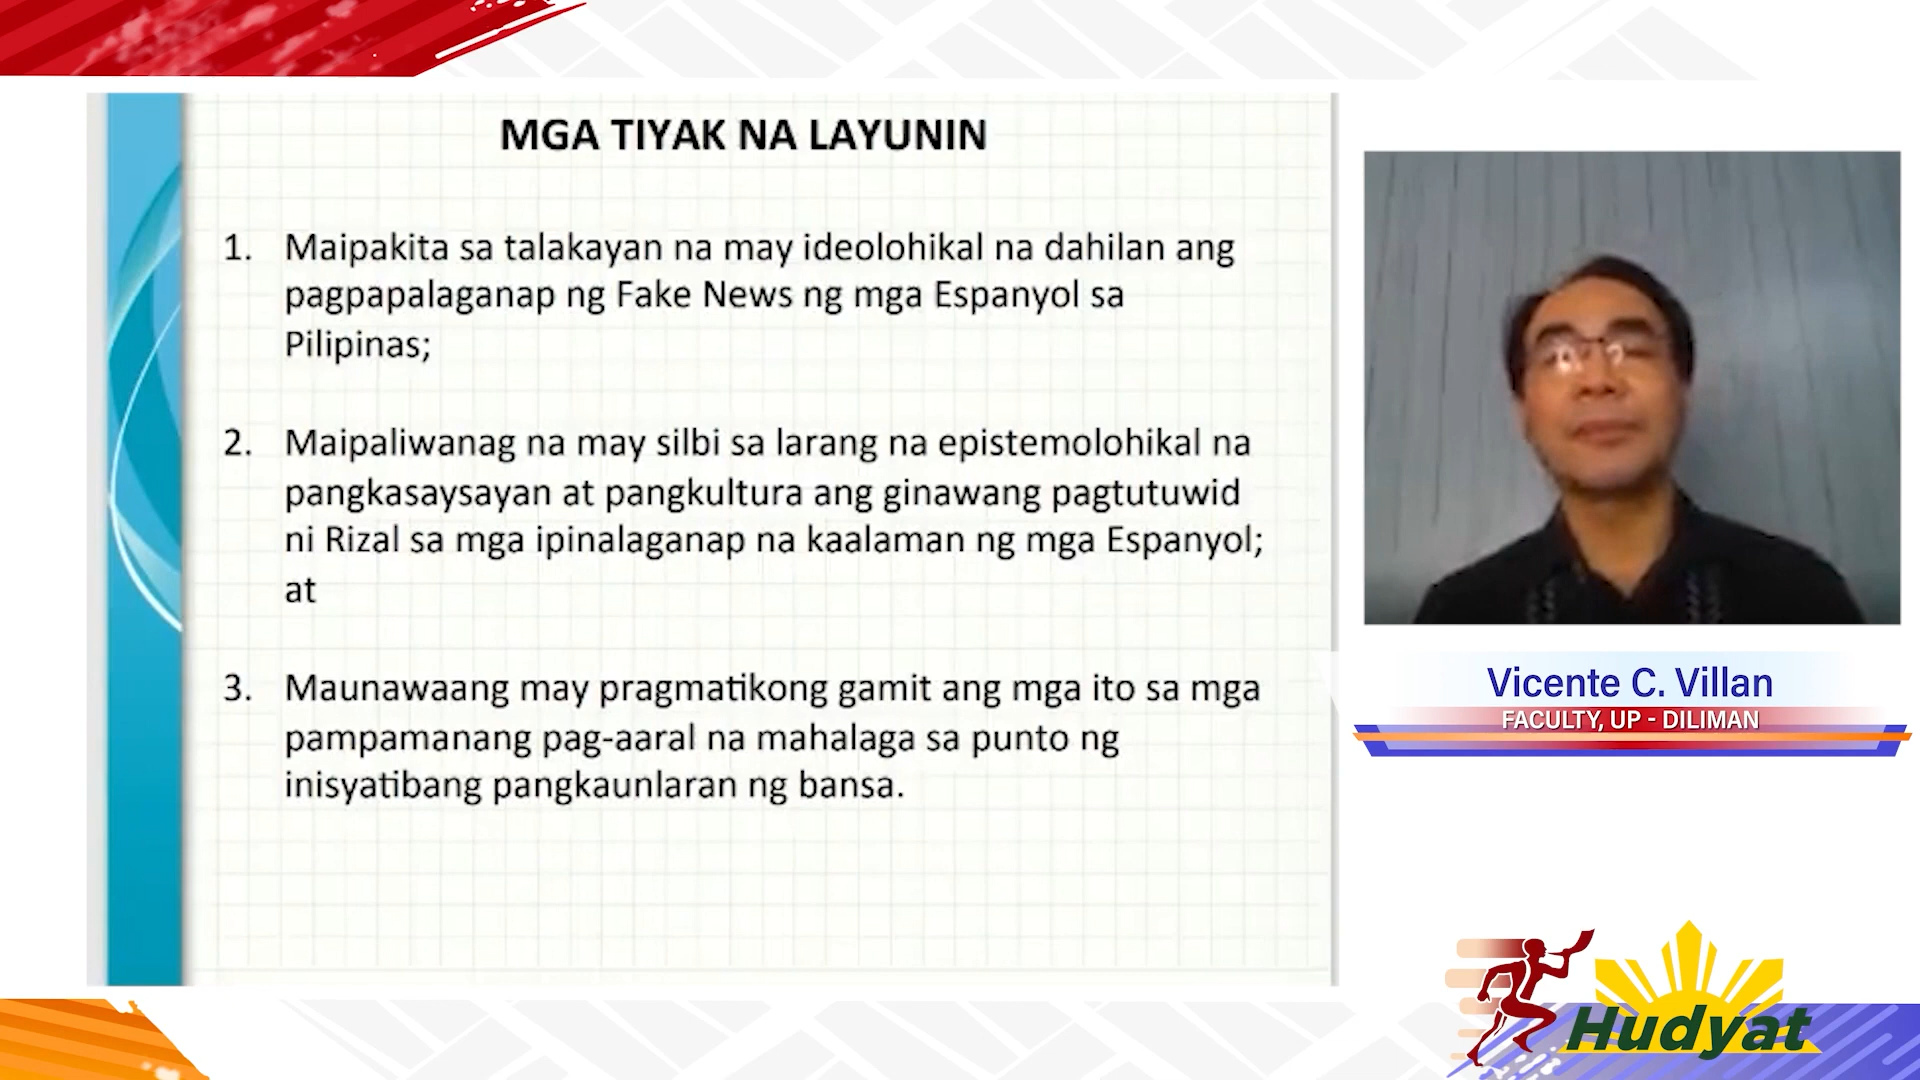 MGA TIYAK NA LAYUNIN
1. Maipakita sa talakayan na may ideolohikal na dahilan ang
pagpapalaganap ng Fake News ng mga Espanyol sa
Pilipinas;
2. Maipaliwanag na may silbi sa larang na epistemolohikal na
pangkasaysayan at pangkultura ang ginawang pagtutuwid
ni Rizal sa mga ipinalaganap na kaalaman ng mga Espanyol;
at
3. Maunawaang may pragmatikong gamit ang mga ito sa mga
pampamanang pag-aaral na mahalaga sa punto ng
inisyatibang pangkaunlaran ng bansa.
Vicente C. Villan
FACULTY, UP - DILIMAN
Hudyat